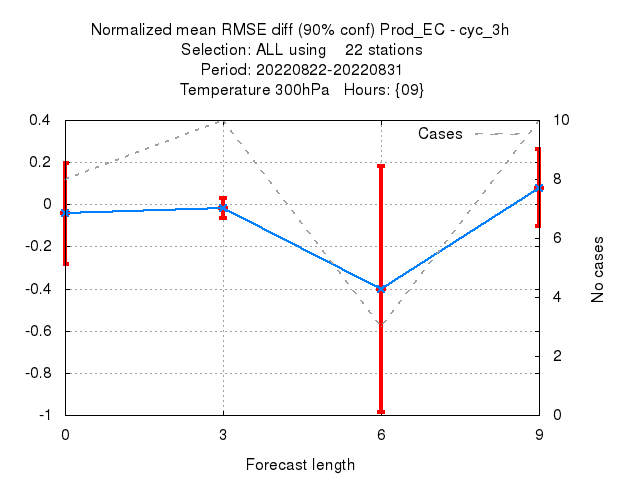 Normalized mean RMSE diff (90% conf) Prod_EC - cyc_3h
Selection: ALL using    22 stations
Period: 20220822-20220831
Temperature 300hPa   Hours: {09}
Cases
0.4
0.2
0
-0.2
-0.4
-0.6
-0.8
-1
10
8
6
4
2
0
No cases
0 3 6 9
Forecast length